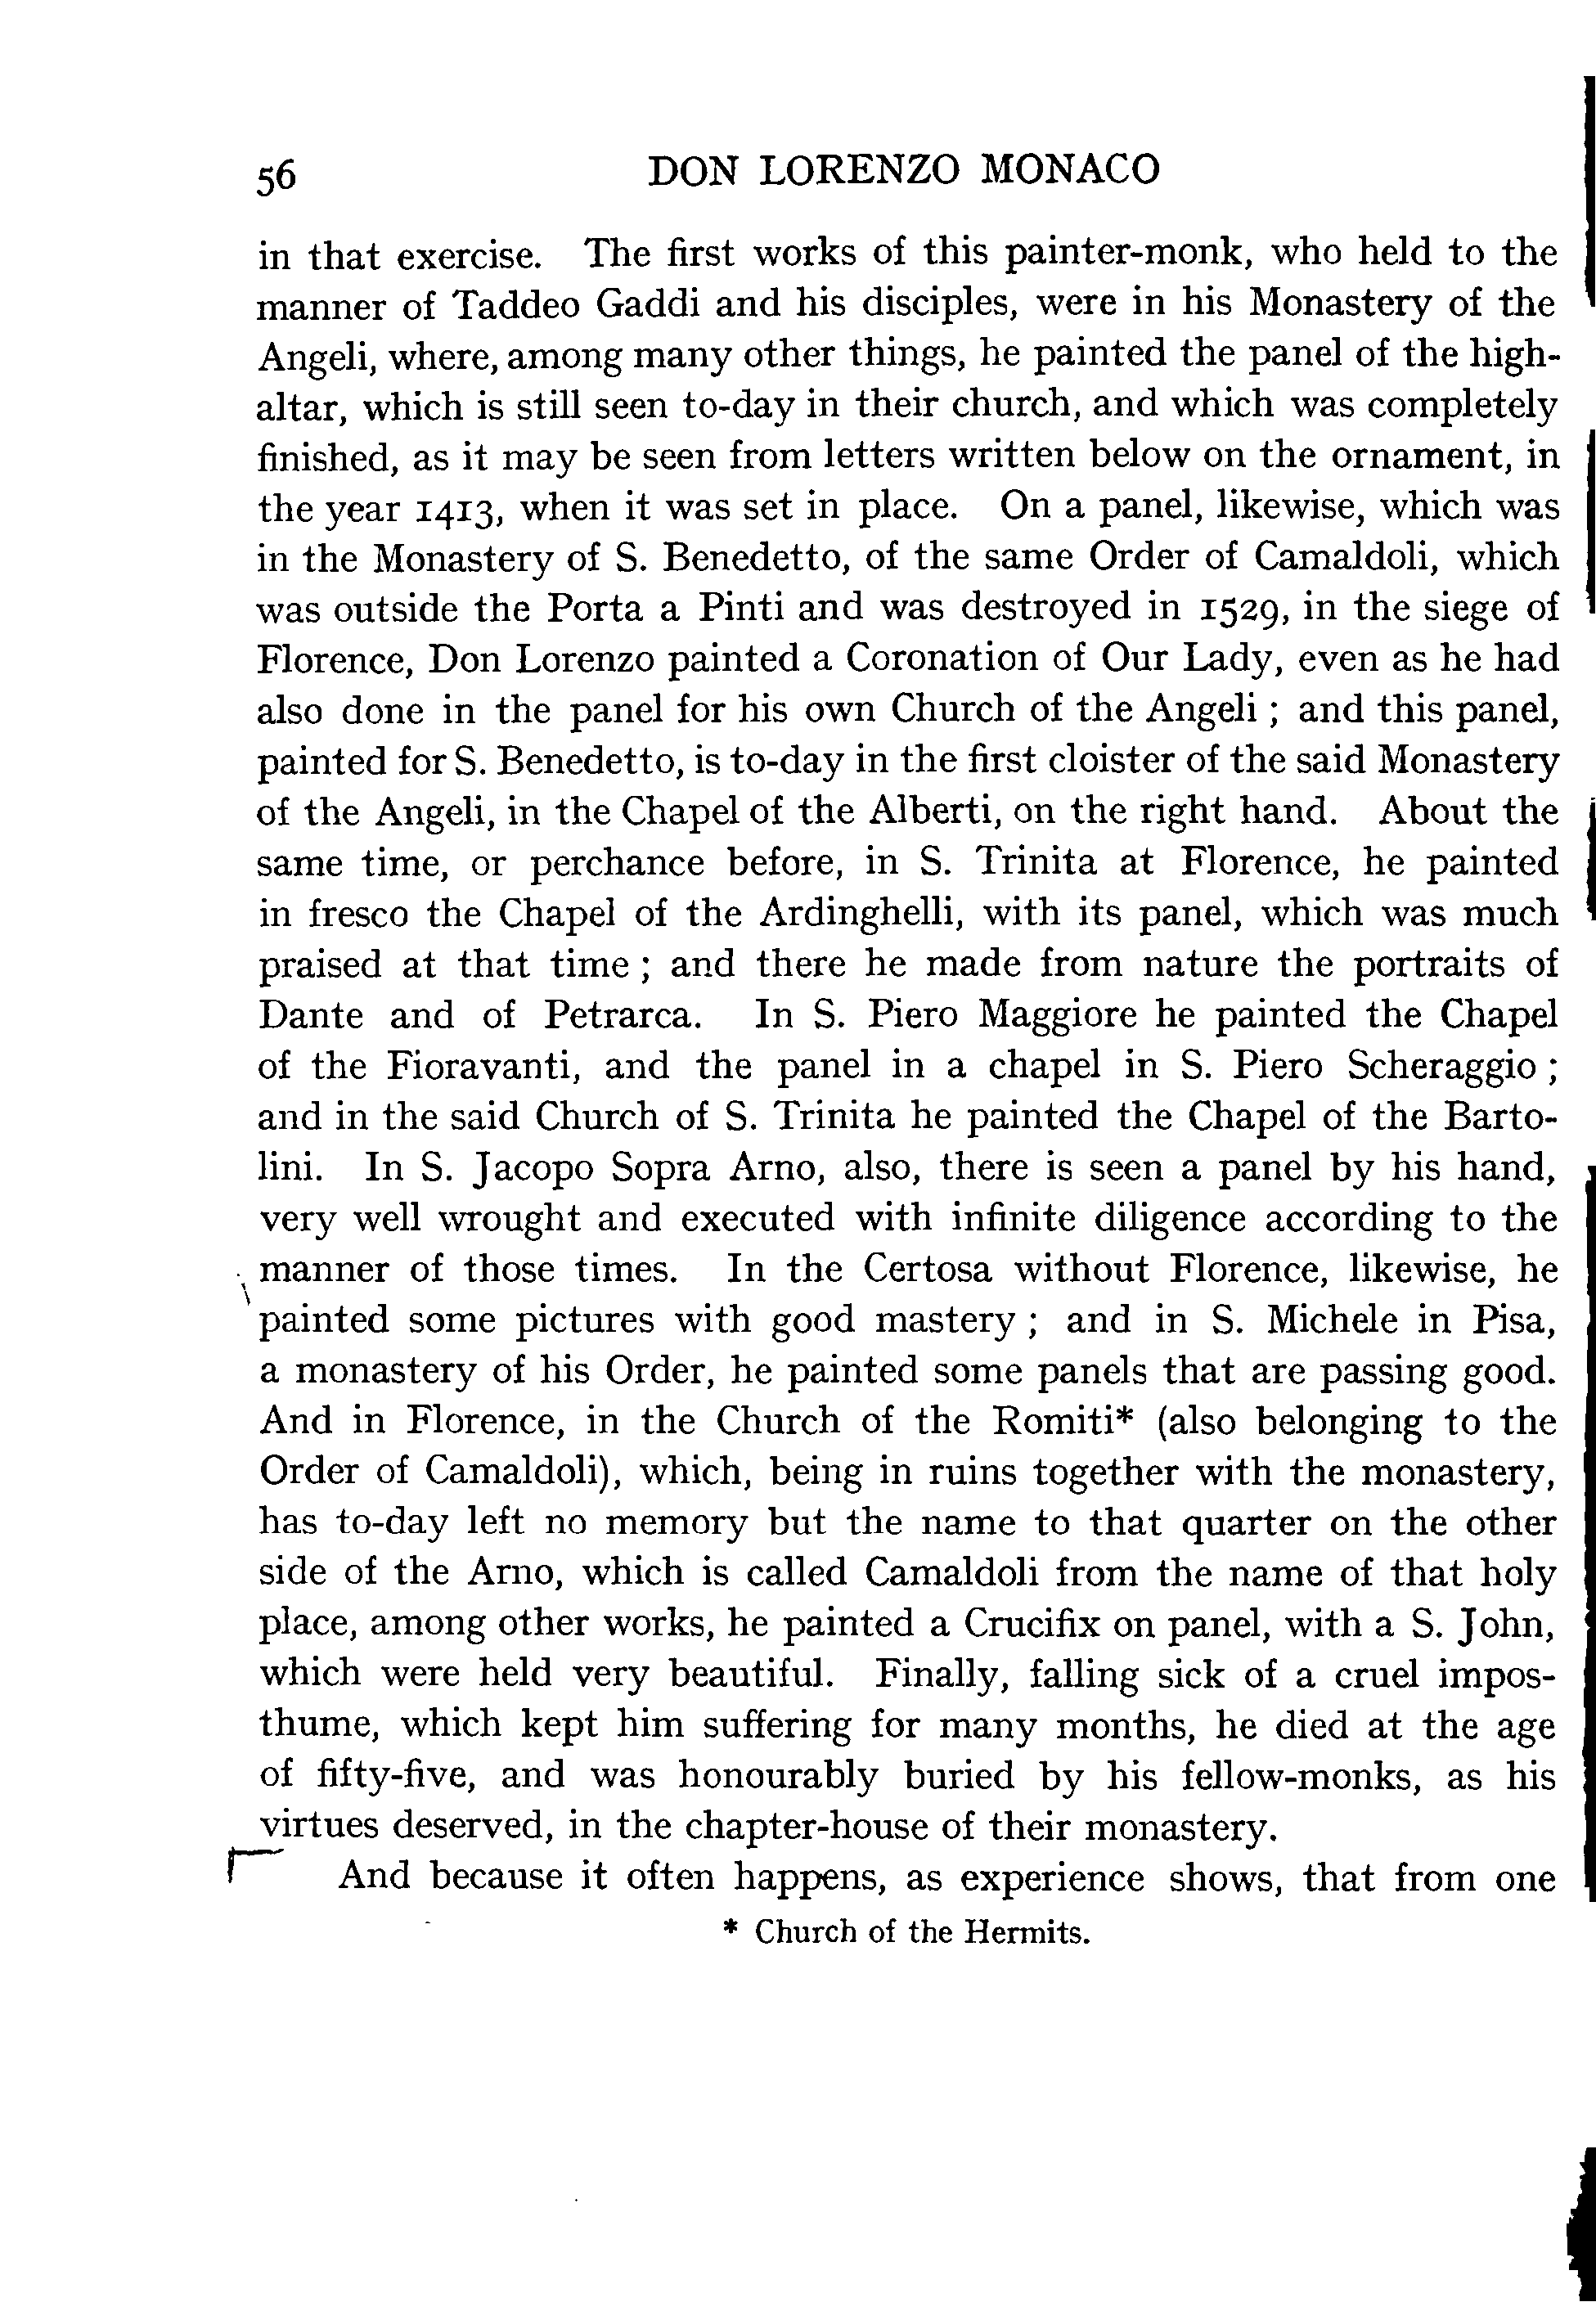 56 DON LORENZO MONACO
in that exercise. The first works of this painter-monk, who held to the
manner of Taddeo Gaddi and his disciples, were in his Monastery of the
Angeli, where, among many other things, he painted the panel of the high-
altar, which is still seen to-day in their church, and which was completely
finished, as it may be seen from letters written below on the ornament, in
the year 1413, when it was set in place. On a panel, likewise, which was
in the Monastery of S. Benedetto, of the same Order of Camaldoli, which
was outside the Porta a Pinti and was destroyed in 1529, in the siege of
Florence, Don Lorenzo painted a Coronation of Our Lady, even as he had
also done in the panel for his own Church of the Angeli ; and this panel,
painted for S. Benedetto, is to-day in the first cloister of the said Monastery
of the Angeli, in the Chapel of the Alberti, on the right hand. About the
same time, or perchance before, in S. Trinita at Florence, he painted
in fresco the Chapel of the Ardinghelli, with its panel, which was much
praised at that time ; and there he made from nature the portraits of
Dante and of Petrarca. In S. Piero Maggiore he painted the Chapel
of the Fioravanti, and the panel in a chapel in S. Piero Scheraggio ;
and in the said Church of S. Trinita he painted the Chapel of the Barto-
lini. In S. Jacopo Sopra Arno, also, there is seen a panel by his hand,
very well wrought and executed with infinite diligence according to the
manner of those times. In the Certosa without Florence, likewise, he
painted some pictures with good mastery ; and in S. Michele in Pisa,
a monastery of his Order, he painted some panels that are passing good.
And in Florence, in the Church of the Romiti* (also belonging to the
Order of Camaldoli), which, being in ruins together with the monastery,
has to-day left no memory but the name to that quarter on the other
side of the Arno, which is called Camaldoli from the name of that holy
place, among other works, he painted a Crucifix on panel, with a S. John,
which were held very beautiful. Finally, falling sick of a cruel impos-
thume, which kept him suffering for many months, he died at the age
of fifty-five, and was honourably buried by his fellow-monks, as his
virtues deserved, in the chapter-house of their monastery.
And because it often happens, as experience shows, that from one
* Church of the Hermits.